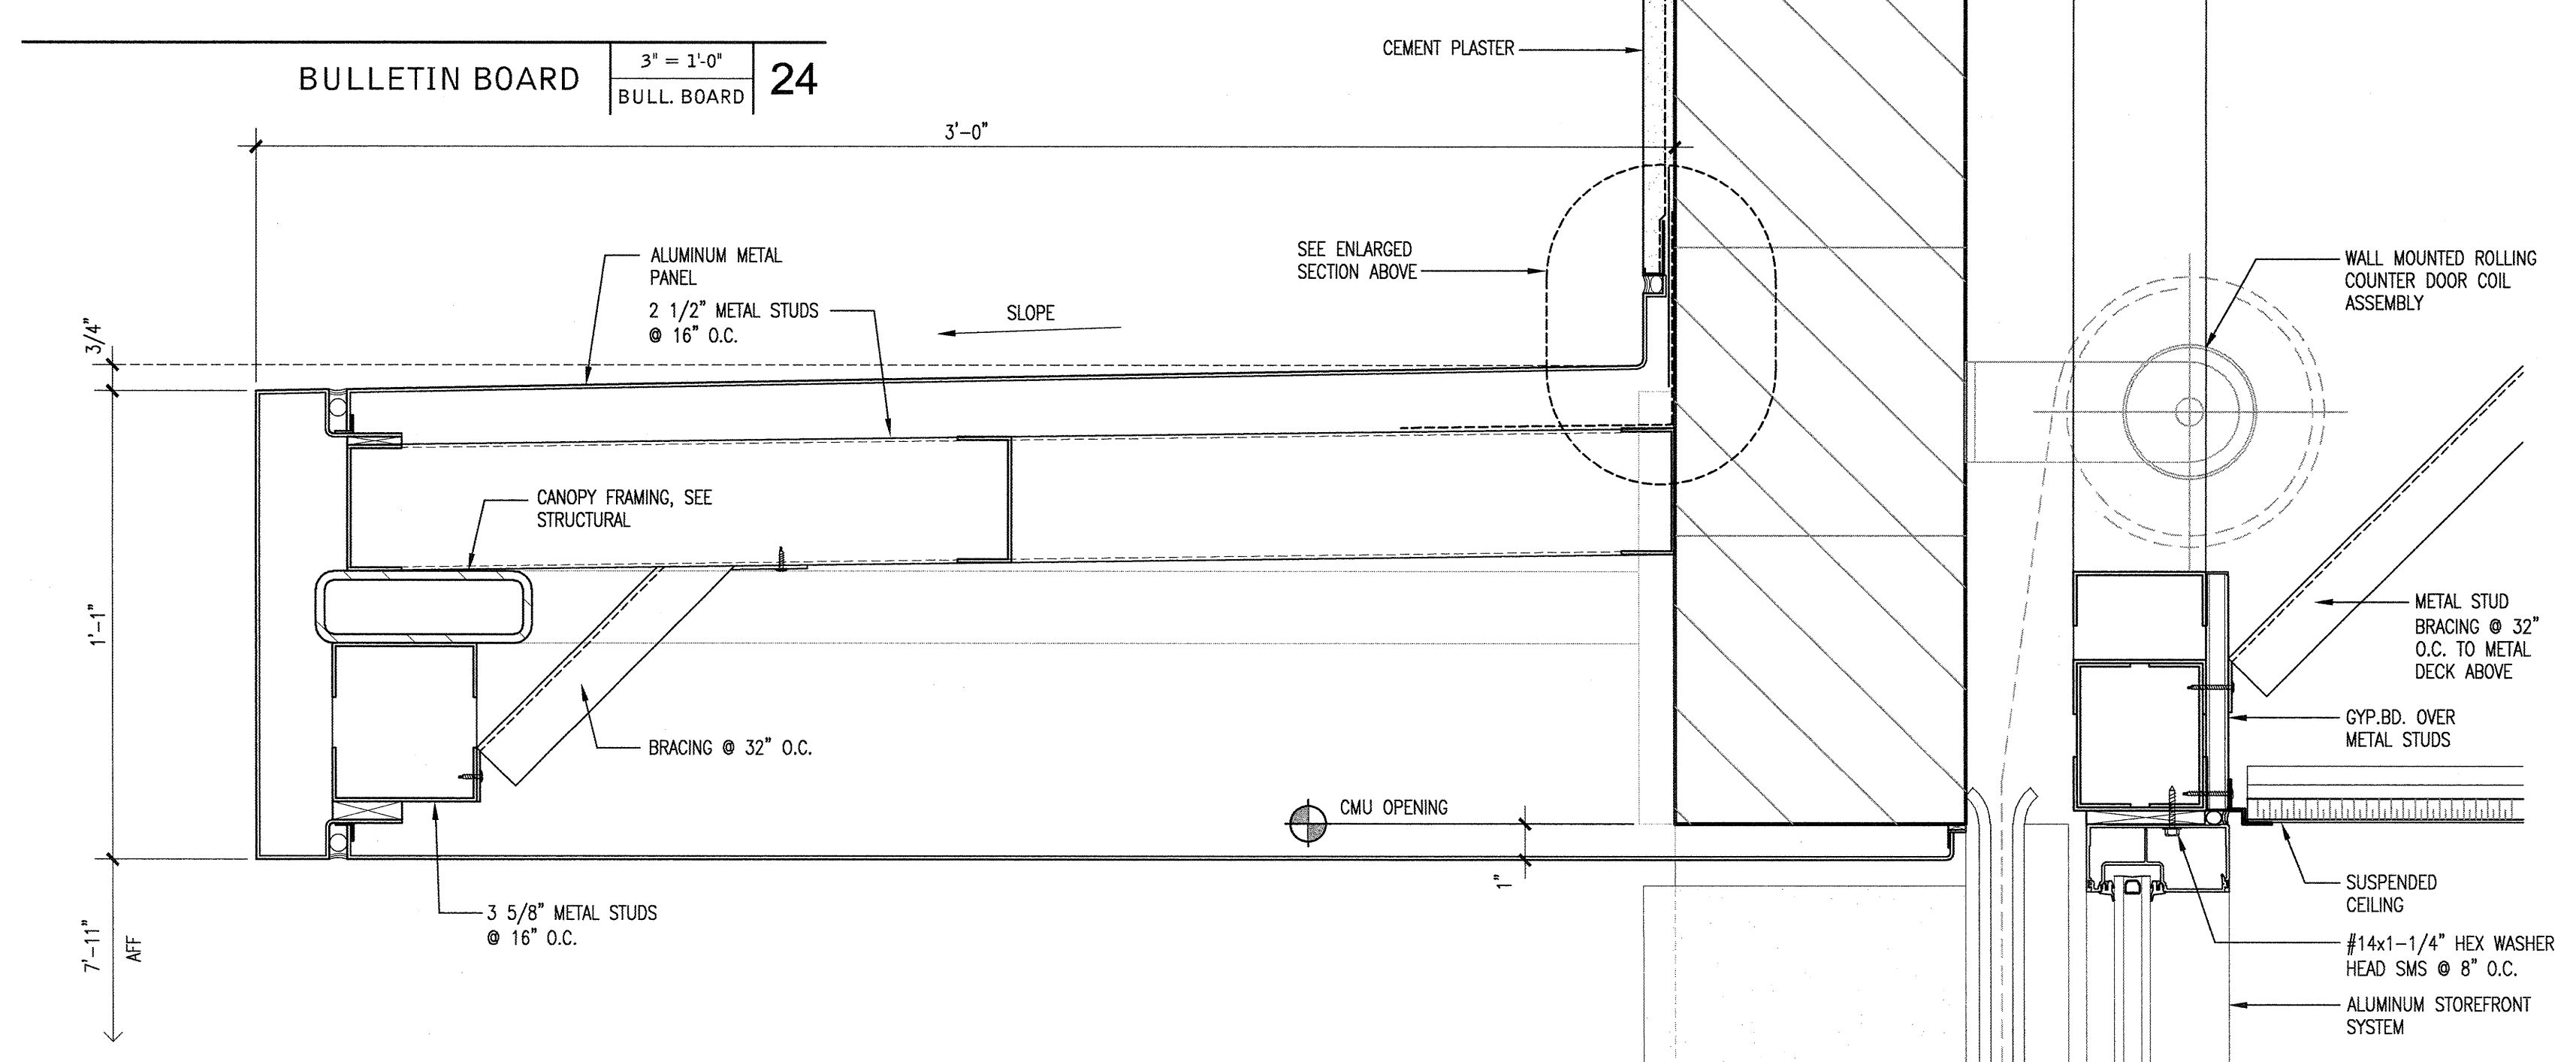 BULLETIN BOARD
3" = 1'-0"
BULL. BOARD
24
CEMENT PLASTER
3'-0"
ALUMINUM METAL
PANEL
2 1/2" METAL STUDS
@ 16" O.C.
SLOPE
SEE ENLARGED
SECTION ABOVE
WALL MOUNTED ROLLING
COUNTER DOOR COIL
ASSEMBLY
3/4"
CANOPY FRAMING, SEE
STRUCTURAL
1'-1"
METAL STUD
BRACING @ 32"
O.C. TO METAL
DECK ABOVE
GYP.BD. OVER
METAL STUDS
BRACING @ 32" O.C.
CMU OPENING
1"
3 5/8" METAL STUDS
@ 16" O.C.
SUSPENDED
CEILING
7'-11"
AFF
#14x1-1/4" HEX WASHER
HEAD SMS @ 8" O.C.
ALUMINUM STOREFRONT
SYSTEM